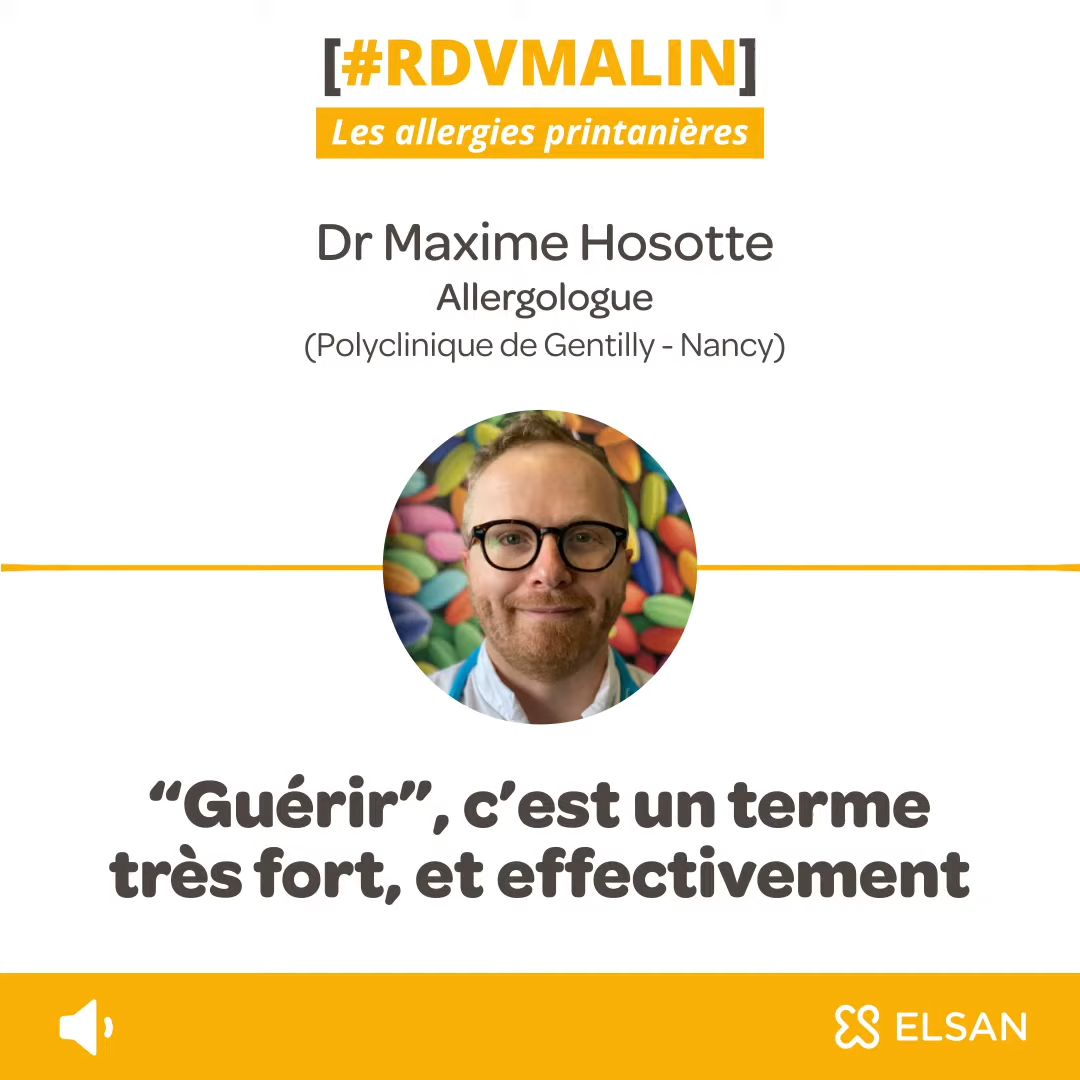 [#RDVMALIN]
Les allergies printanières
Dr Maxime Hosotte
Allergologue
(Polyclinique de Gentilly - Nancy)
“Guérir”, c’est un terme
très fort, et effectivement
ELSAN